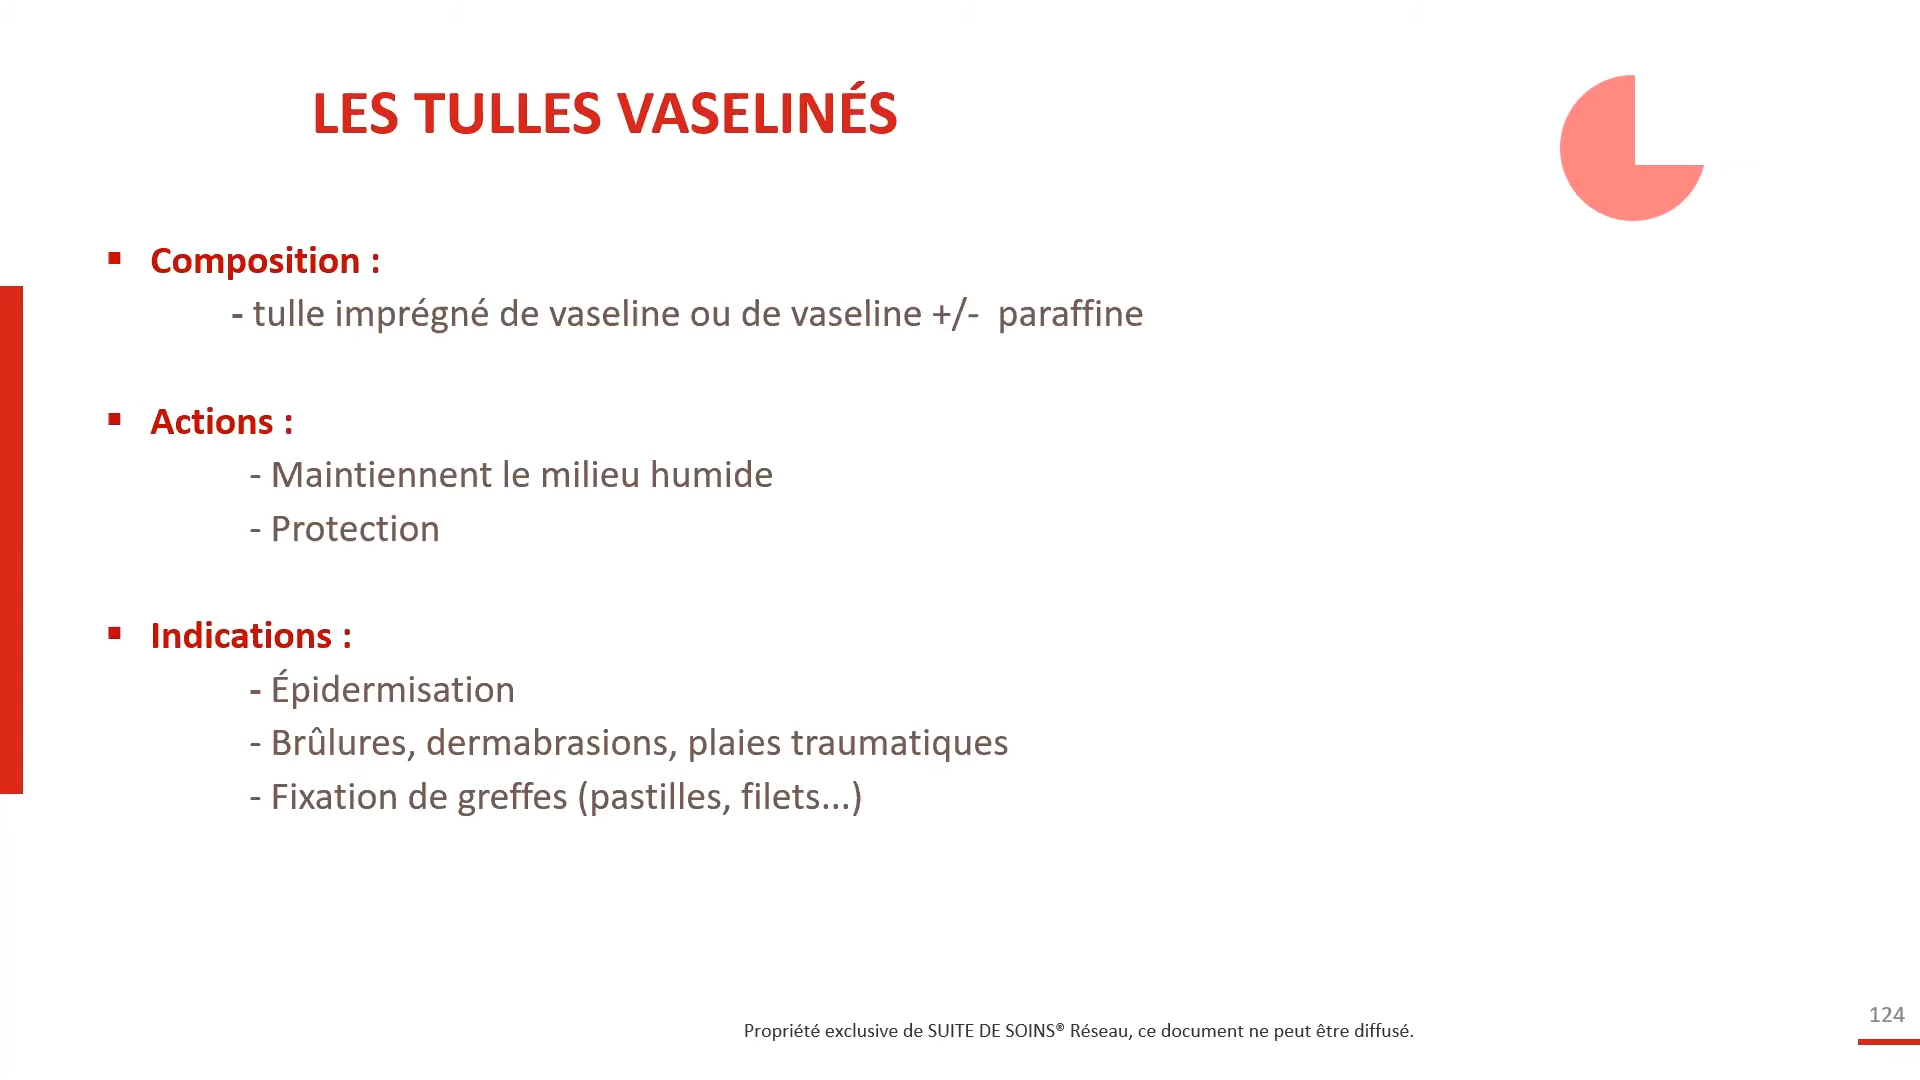 LES TULLES VASELINÉS
▪ Composition :
- tulle imprégné de vaseline ou de vaseline +/-  paraffine
▪ Actions :
- Maintiennent le milieu humide
- Protection
▪ Indications :
- Épidermisation
- Brûlures, dermabrasions, plaies traumatiques
- Fixation de greffes (pastilles, filets...)
124
Propriété exclusive de SUITE DE SOINS® Réseau, ce document ne peut être diffusé.